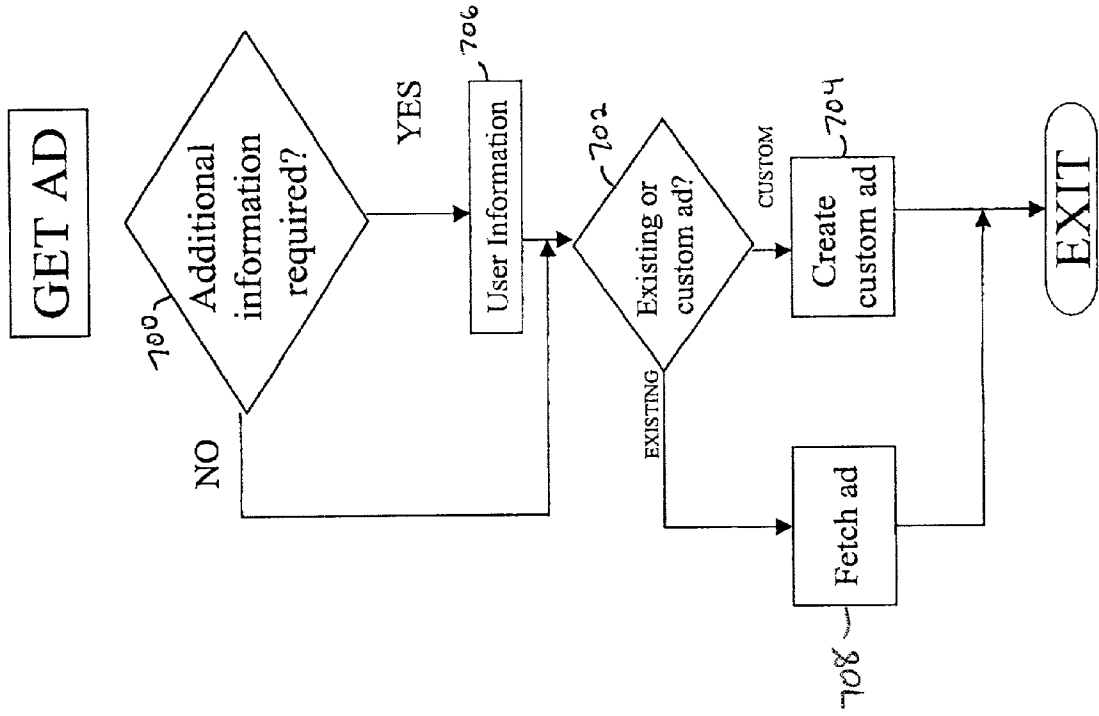 GET AD
700
Additional
information
required?
NO
YES
706
User Information
702
Existing or
custom ad?
EXISTING
CUSTOM
708
Fetch ad
704
Create
custom ad
EXIT